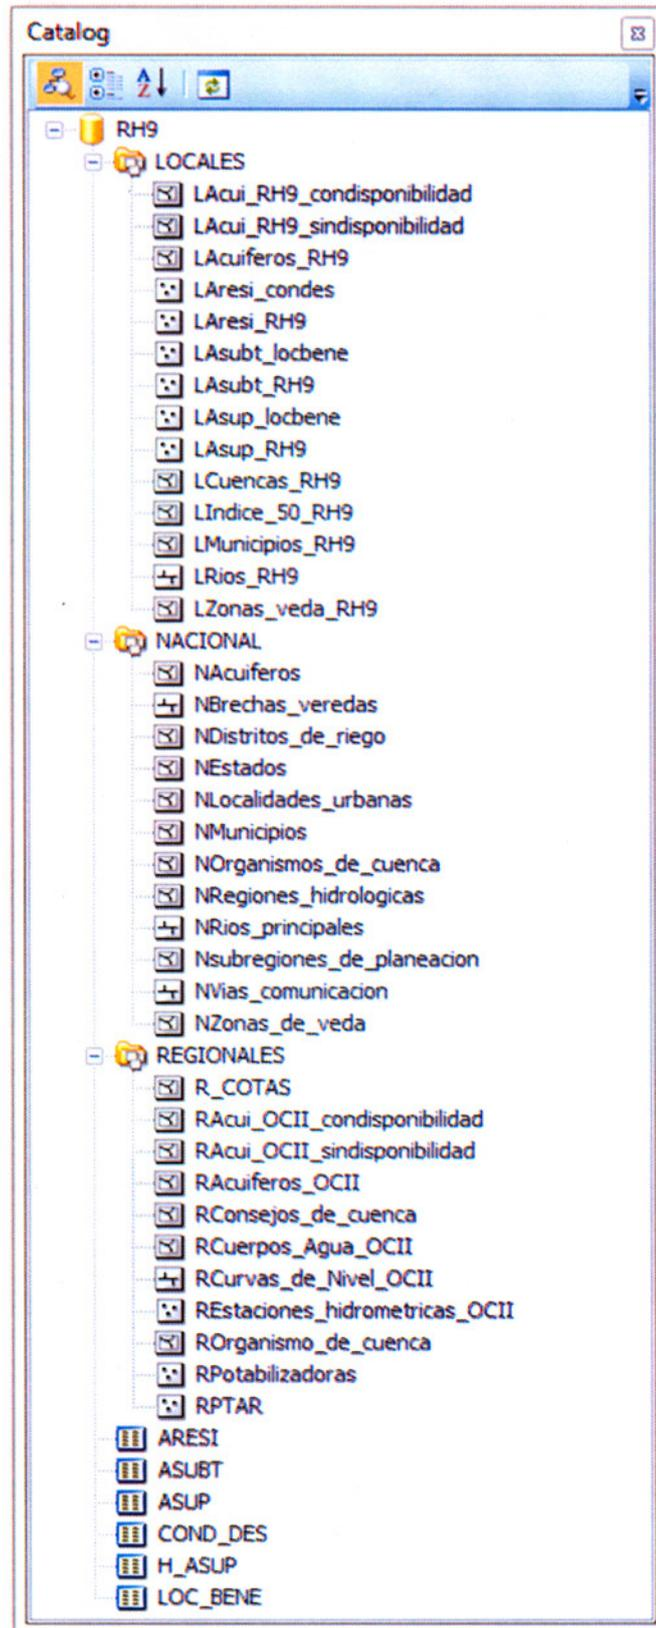 Catalog
RH9
LOCALES
LAcui_RH9_condisponibilidad
LAcui_RH9_sindisponibilidad
LAcuiferos_RH9
LAresi_condes
LAresi_RH9
LAsubt_locbene
LAsubt_RH9
LAsup_locbene
LAsup_RH9
LCuencas_RH9
LIndice_50_RH9
LMunicipios_RH9
LRios_RH9
LZonas_veda_RH9
NACIONAL
NAcuiferos
NBrechas_veredas
NDistritos_de_riego
NEstados
NLocalidades_urbanas
NMunicipios
NOrganismos_de_cuenca
NRegiones_hidrologicas
NRios_principales
Nsubregiones_de_planeacion
NVias_comunicacion
NZonas_de_veda
REGIONALES
R_COTAS
RAcui_OCII_condisponibilidad
RAcui_OCII_sindisponibilidad
RAcuiferos_OCII
RConsejos_de_cuenca
RCuerpos_Agua_OCII
RCurvas_de_Nivel_OCII
REstaciones_hidrometricas_OCII
ROrganismo_de_cuenca
RPotabilizadoras
RPTAR
ARESI
ASUBT
ASUP
COND_DES
H_ASUP
LOC_BENE